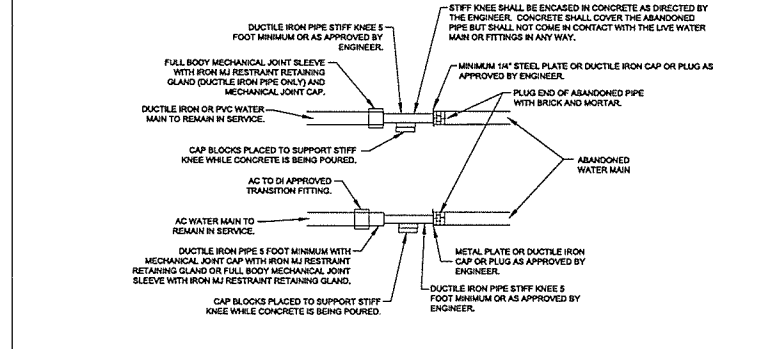 STIFF KNEE SHALL BE ENCASED IN CONCRETE AS DIRECTED BY
THE ENGINEER. CONCRETE SHALL COVER THE ABANDONED
PIPE BUT SHALL NOT COME IN CONTACT WITH THE LIVE WATER
MAIN OR FITTINGS IN ANY WAY.
DUCTILE IRON PIPE STIFF KNEE 5
FOOT MINIMUM OR AS APPROVED BY
ENGINEER.
FULL BODY MECHANICAL JOINT SLEEVE
WITH IRON MJ RESTRAINT RETAINING
GLAND (DUCTILE IRON PIPE ONLY) AND
MECHANICAL JOINT CAP.
MINIMUM 1/4" STEEL PLATE OR DUCTILE IRON CAP OR PLUG AS
APPROVED BY ENGINEER.
PLUG END OF ABANDONED PIPE
WITH BRICK AND MORTAR.
DUCTILE IRON OR PVC WATER
MAIN TO REMAIN IN SERVICE.
CAP BLOCKS PLACED TO SUPPORT STIFF
KNEE WHILE CONCRETE IS BEING POURED.
ABANDONED
WATER MAIN
AC TO DI APPROVED
TRANSITION FITTING.
AC WATER MAIN TO
REMAIN IN SERVICE.
DUCTILE IRON PIPE 5 FOOT MINIMUM WITH
MECHANICAL JOINT CAP WITH IRON MJ RESTRAINT
RETAINING GLAND OR FULL BODY MECHANICAL JOINT
SLEEVE WITH IRON MJ RESTRAINT RETAINING GLAND.
METAL PLATE OR DUCTILE IRON
CAP OR PLUG AS APPROVED BY
ENGINEER.
CAP BLOCKS PLACED TO SUPPORT STIFF
KNEE WHILE CONCRETE IS BEING POURED.
DUCTILE IRON PIPE STIFF KNEE 5
FOOT MINIMUM OR AS APPROVED BY
ENGINEER.